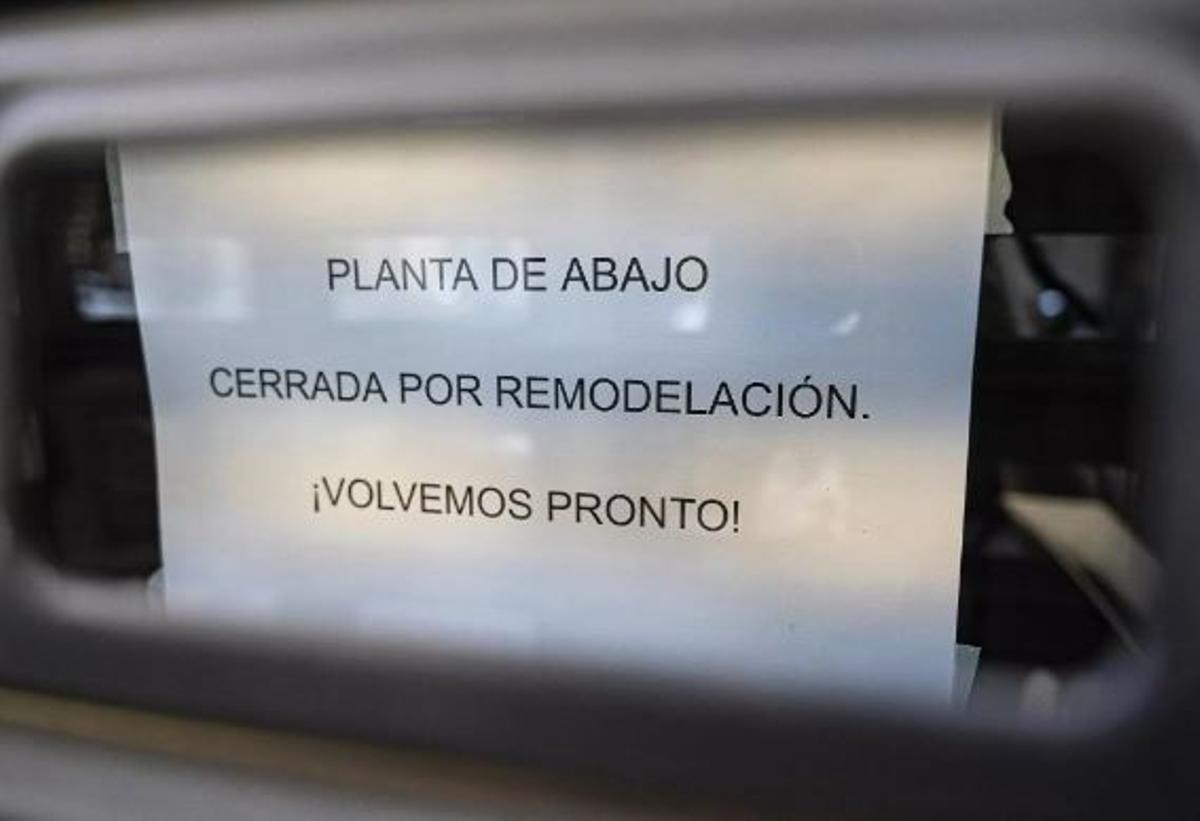 PLANTA DE ABAJO
CERRADA POR REMODELACIÓN.
¡VOLVEMOS PRONTO!